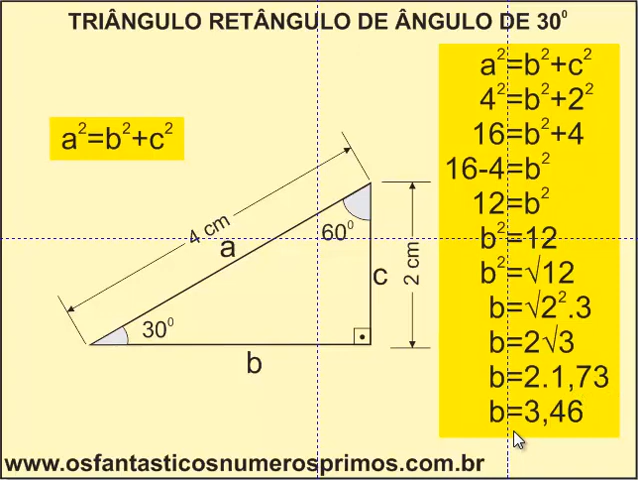 TRIÂNGULO RETÂNGULO DE ÂNGULO DE 30⁰
a²=b²+c²
4 cm
a
60⁰
c
2 cm
30⁰
b
a²=b²+c²
4²=b²+2²
16=b²+4
16-4=b²
12=b²
b²=12
b²=√12
b=√2².3
b=2√3
b=2.1,73
b=3,46
www.osfantasticosnumerosprimos.com.br